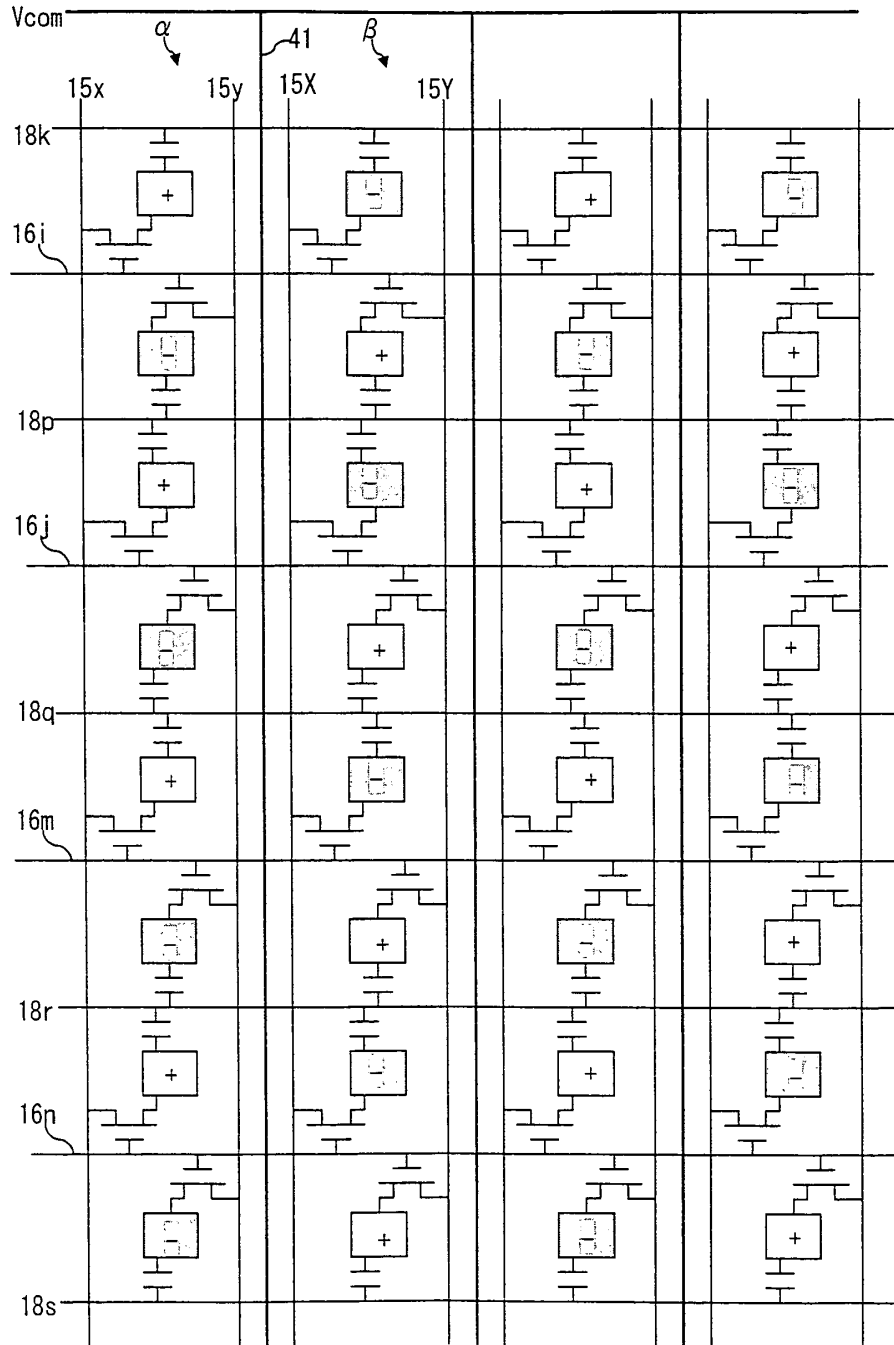 Vcom
α 41 β
15x 15y 15X 15Y
18k
+ - + -
16i
- + - +
18p
+ - + -
16j
- + - +
18q
+ - + -
16m
- + - +
18r
+ - + -
16n
- + - +
18s